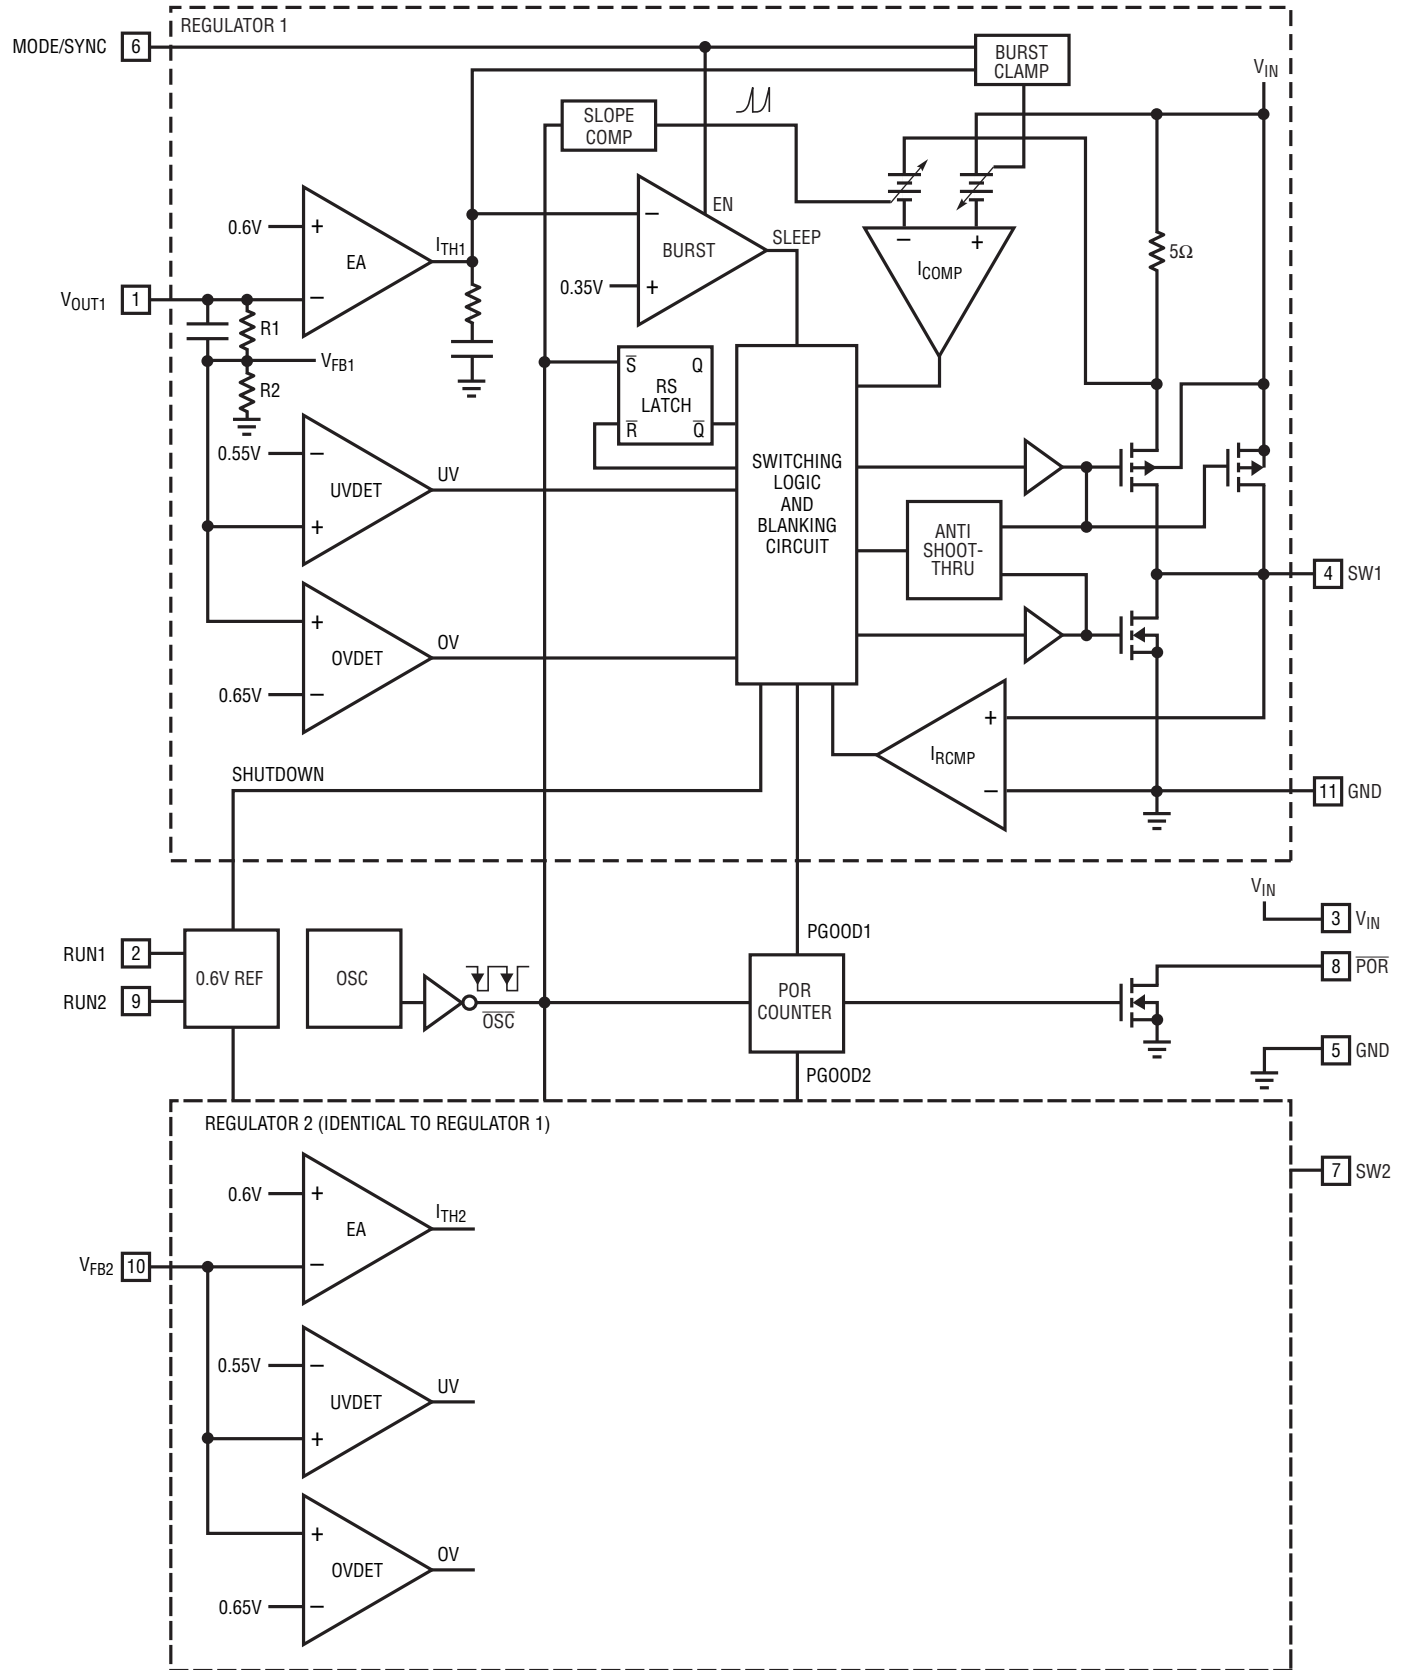 REGULATOR 1
MODE/SYNC 6
BURST
CLAMP
VIN
SLOPE
COMP
0.6V
+
EA
−
ITH1
EN
−
BURST
+
0.35V
SLEEP
−
+
ICOMP
5Ω
VOUT1 1
R1
VFB1
R2
S̅ Q
RS
LATCH
R̅ Q̅
0.55V
−
UVDET
+
UV
SWITCHING
LOGIC
AND
BLANKING
CIRCUIT
ANTI
SHOOT-
THRU
4 SW1
+
OVDET
−
OV
0.65V
+
IRCMP
−
SHUTDOWN
11 GND
VIN
3 VIN
RUN1 2
RUN2 9
0.6V REF
OSC
O̅S̅C̅
PGOOD1
POR
COUNTER
PGOOD2
8 P̅O̅R̅
5 GND
REGULATOR 2 (IDENTICAL TO REGULATOR 1)
7 SW2
0.6V
+
EA
−
ITH2
VFB2 10
0.55V
−
UVDET
+
UV
+
OVDET
−
OV
0.65V